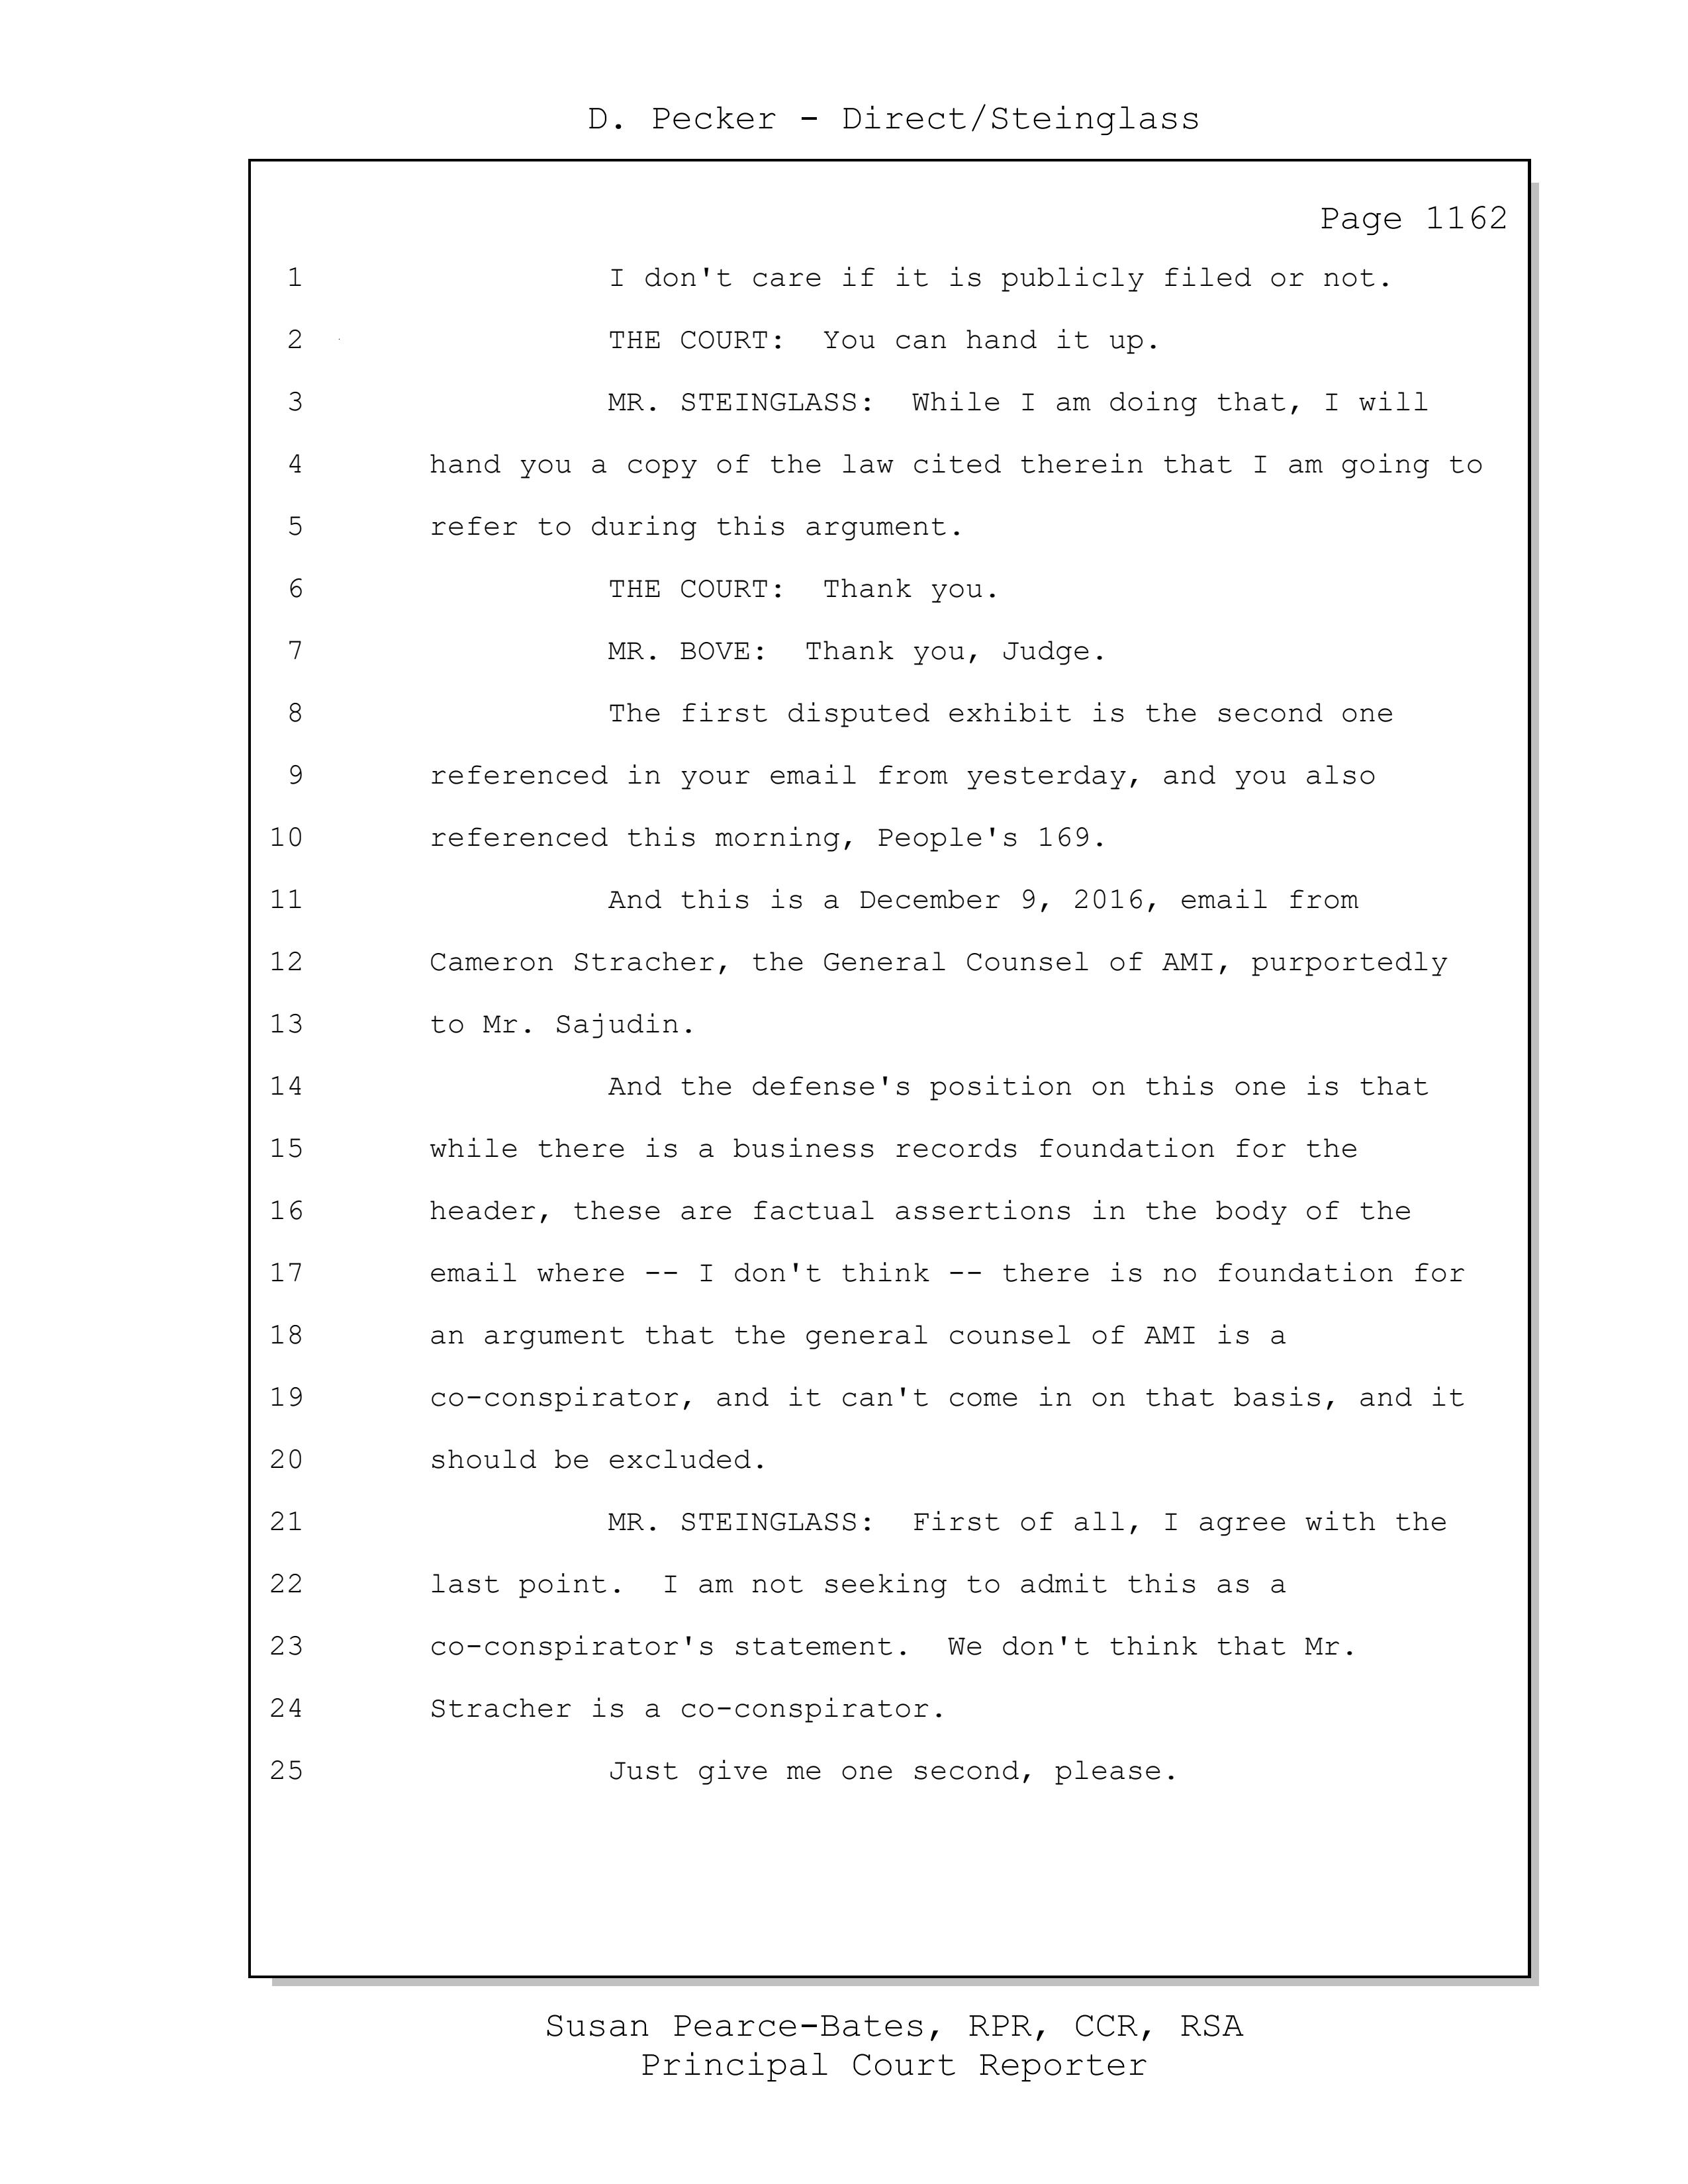 D. Pecker - Direct/Steinglass
Page 1162
1 I don't care if it is publicly filed or not.
2 THE COURT: You can hand it up.
3 MR. STEINGLASS: While I am doing that, I will
4 hand you a copy of the law cited therein that I am going to
5 refer to during this argument.
6 THE COURT: Thank you.
7 MR. BOVE: Thank you, Judge.
8 The first disputed exhibit is the second one
9 referenced in your email from yesterday, and you also
10 referenced this morning, People's 169.
11 And this is a December 9, 2016, email from
12 Cameron Stracher, the General Counsel of AMI, purportedly
13 to Mr. Sajudin.
14 And the defense's position on this one is that
15 while there is a business records foundation for the
16 header, these are factual assertions in the body of the
17 email where -- I don't think -- there is no foundation for
18 an argument that the general counsel of AMI is a
19 co-conspirator, and it can't come in on that basis, and it
20 should be excluded.
21 MR. STEINGLASS: First of all, I agree with the
22 last point. I am not seeking to admit this as a
23 co-conspirator's statement. We don't think that Mr.
24 Stracher is a co-conspirator.
25 Just give me one second, please.
Susan Pearce-Bates, RPR, CCR, RSA
Principal Court Reporter